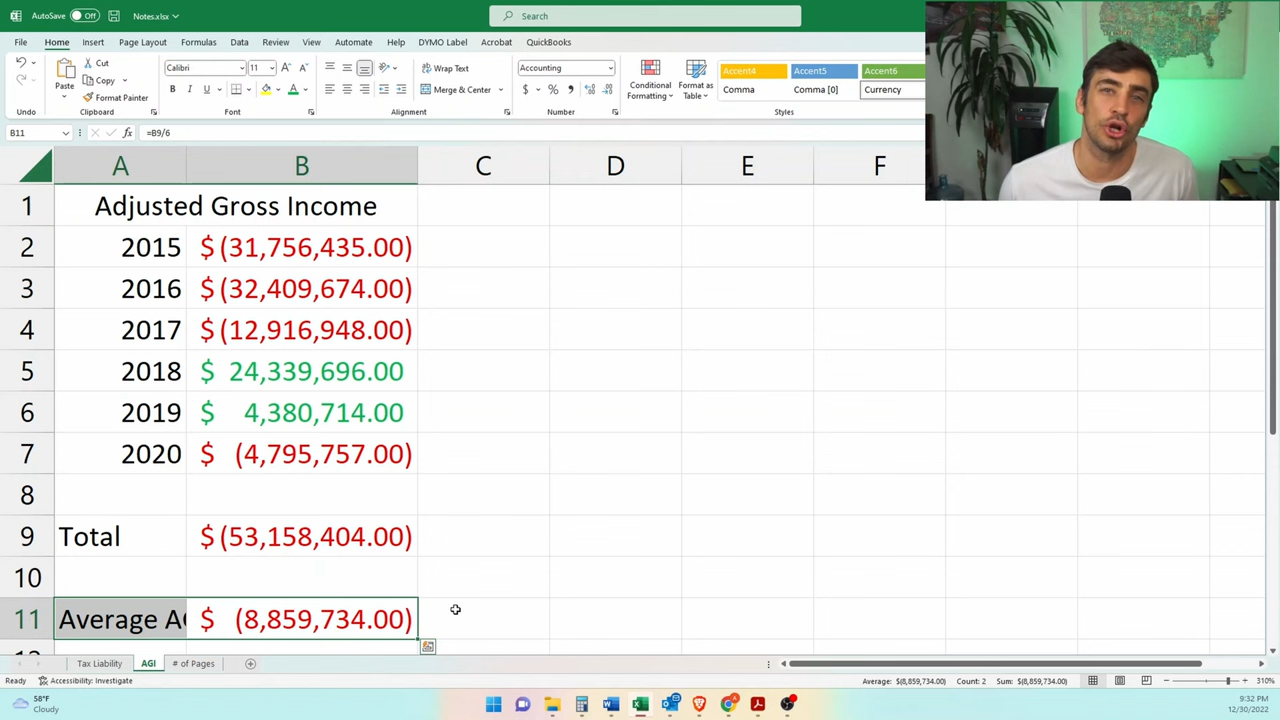 AutoSave Off Notes.xlsx Search
File Home Insert Page Layout Formulas Data Review View Automate Help DYMO Label Acrobat QuickBooks
Cut Calibri 11 Wrap Text Accounting Accent4 Accent5 Accent6
Paste Copy Format Painter B I U Merge & Center $ % Conditional Formatting Format as Table Comma Comma [0] Currency
Undo Clipboard Font Alignment Number Styles
B11 fx =B9/6
A B C D E F
1 Adjusted Gross Income
2 2015 $ (31,756,435.00)
3 2016 $ (32,409,674.00)
4 2017 $ (12,916,948.00)
5 2018 $ 24,339,696.00
6 2019 $ 4,380,714.00
7 2020 $ (4,795,757.00)
8
9 Total $ (53,158,404.00)
10
11 Average A $ (8,859,734.00)
Tax Liability AGI # of Pages
Ready Accessibility: Investigate Average: $(8,859,734.00) Count: 2 Sum: $(8,859,734.00) 310%
58°F
Cloudy
9:32 PM
12/30/2022